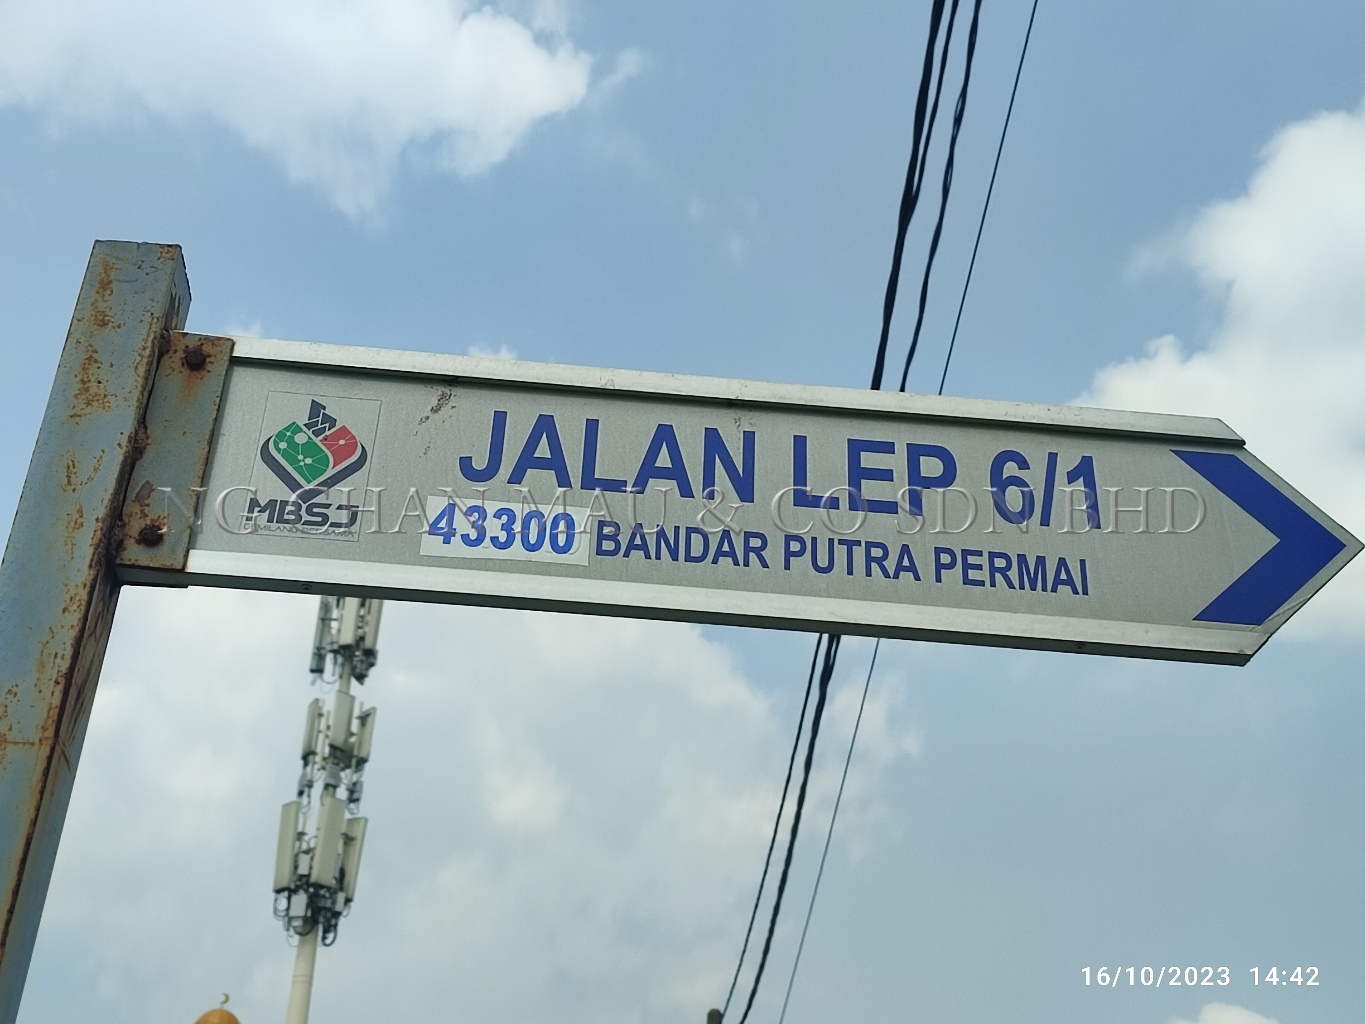 JALAN LEP 6/1
43300 BANDAR PUTRA PERMAI
MBSJ
NG CHAN MAU & CO SDN BHD
16/10/2023 14:42